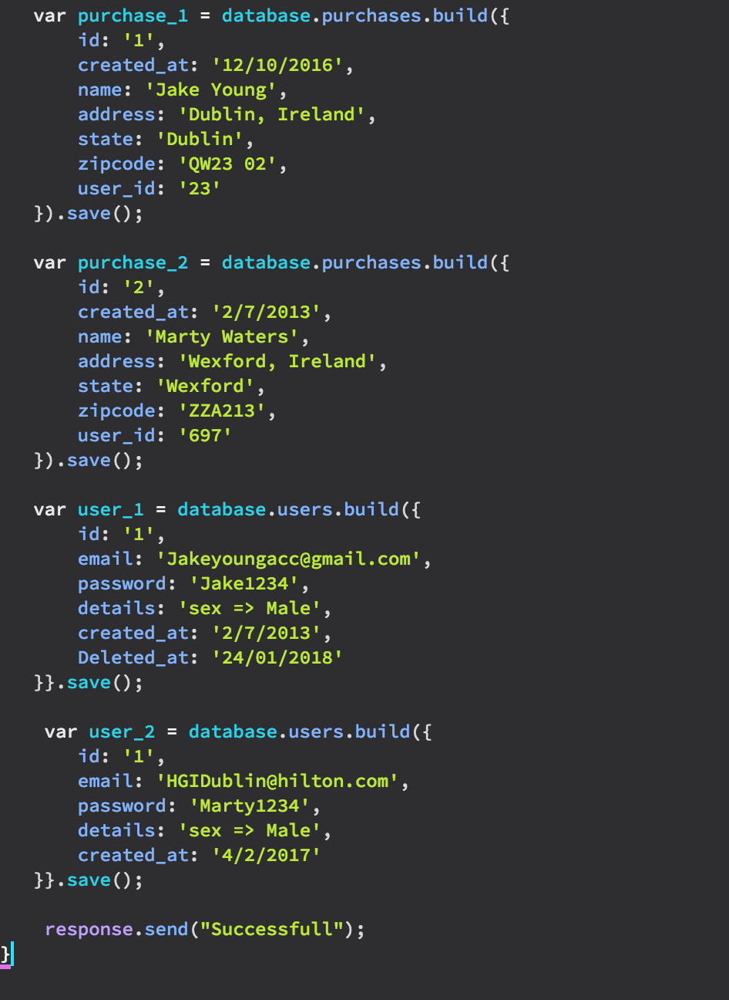 var purchase_1 = database.purchases.build({
id: '1',
created_at: '12/10/2016',
name: 'Jake Young',
address: 'Dublin, Ireland',
state: 'Dublin',
zipcode: 'QW23 02',
user_id: '23'
}).save();
var purchase_2 = database.purchases.build({
id: '2',
created_at: '2/7/2013',
name: 'Marty Waters',
address: 'Wexford, Ireland',
state: 'Wexford',
zipcode: 'ZZA213',
user_id: '697'
}).save();
var user_1 = database.users.build({
id: '1',
email: 'Jakeyoungacc@gmail.com',
password: 'Jake1234',
details: 'sex => Male',
created_at: '2/7/2013',
Deleted_at: '24/01/2018'
}}.save();
var user_2 = database.users.build({
id: '1',
email: 'HGIDublin@hilton.com',
password: 'Marty1234',
details: 'sex => Male',
created_at: '4/2/2017'
}}.save();
response.send("Successfull");
}